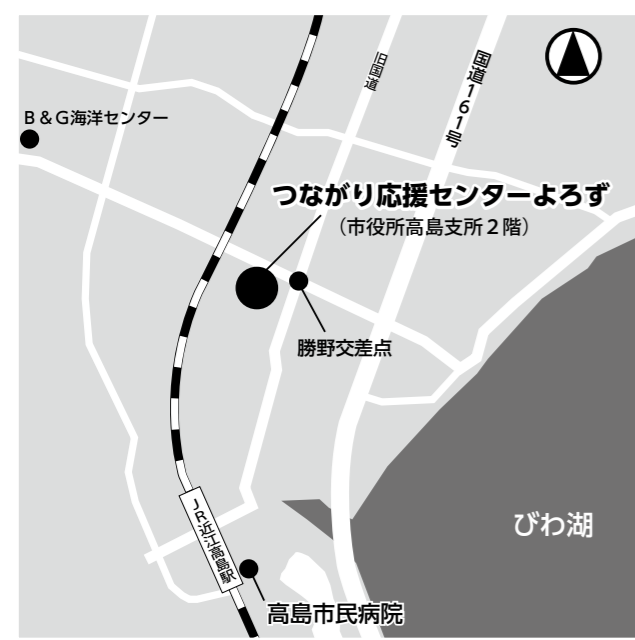 旧国道
国道161号
B&G海洋センター
つながり応援センターよろず
（市役所高島支所２階）
勝野交差点
びわ湖
JR近江高島駅
高島市民病院